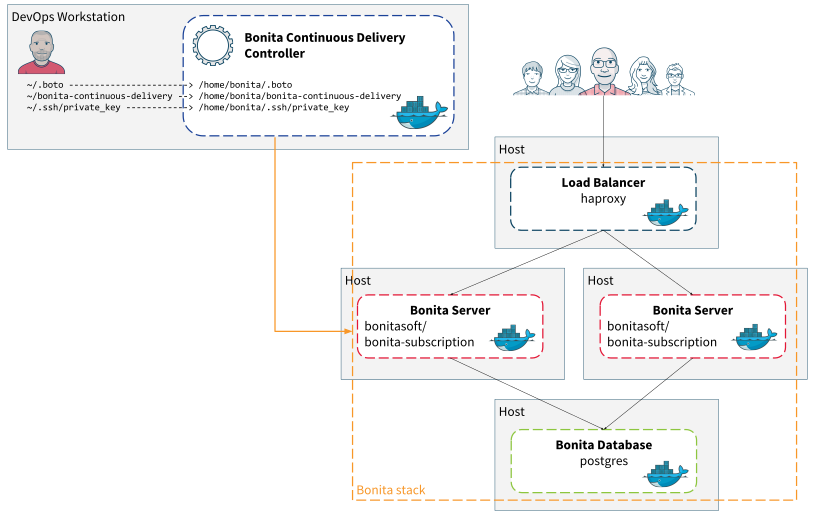 DevOps Workstation
Bonita Continuous Delivery
Controller
~/.boto
/home/bonita/.boto
~/bonita-continuous-delivery
/home/bonita/bonita-continuous-delivery
~/.ssh/private_key
/home/bonita/.ssh/private_key
Host
Load Balancer
haproxy
Host
Bonita Server
bonitasoft/
bonita-subscription
Host
Bonita Server
bonitasoft/
bonita-subscription
Host
Bonita Database
postgres
Bonita stack